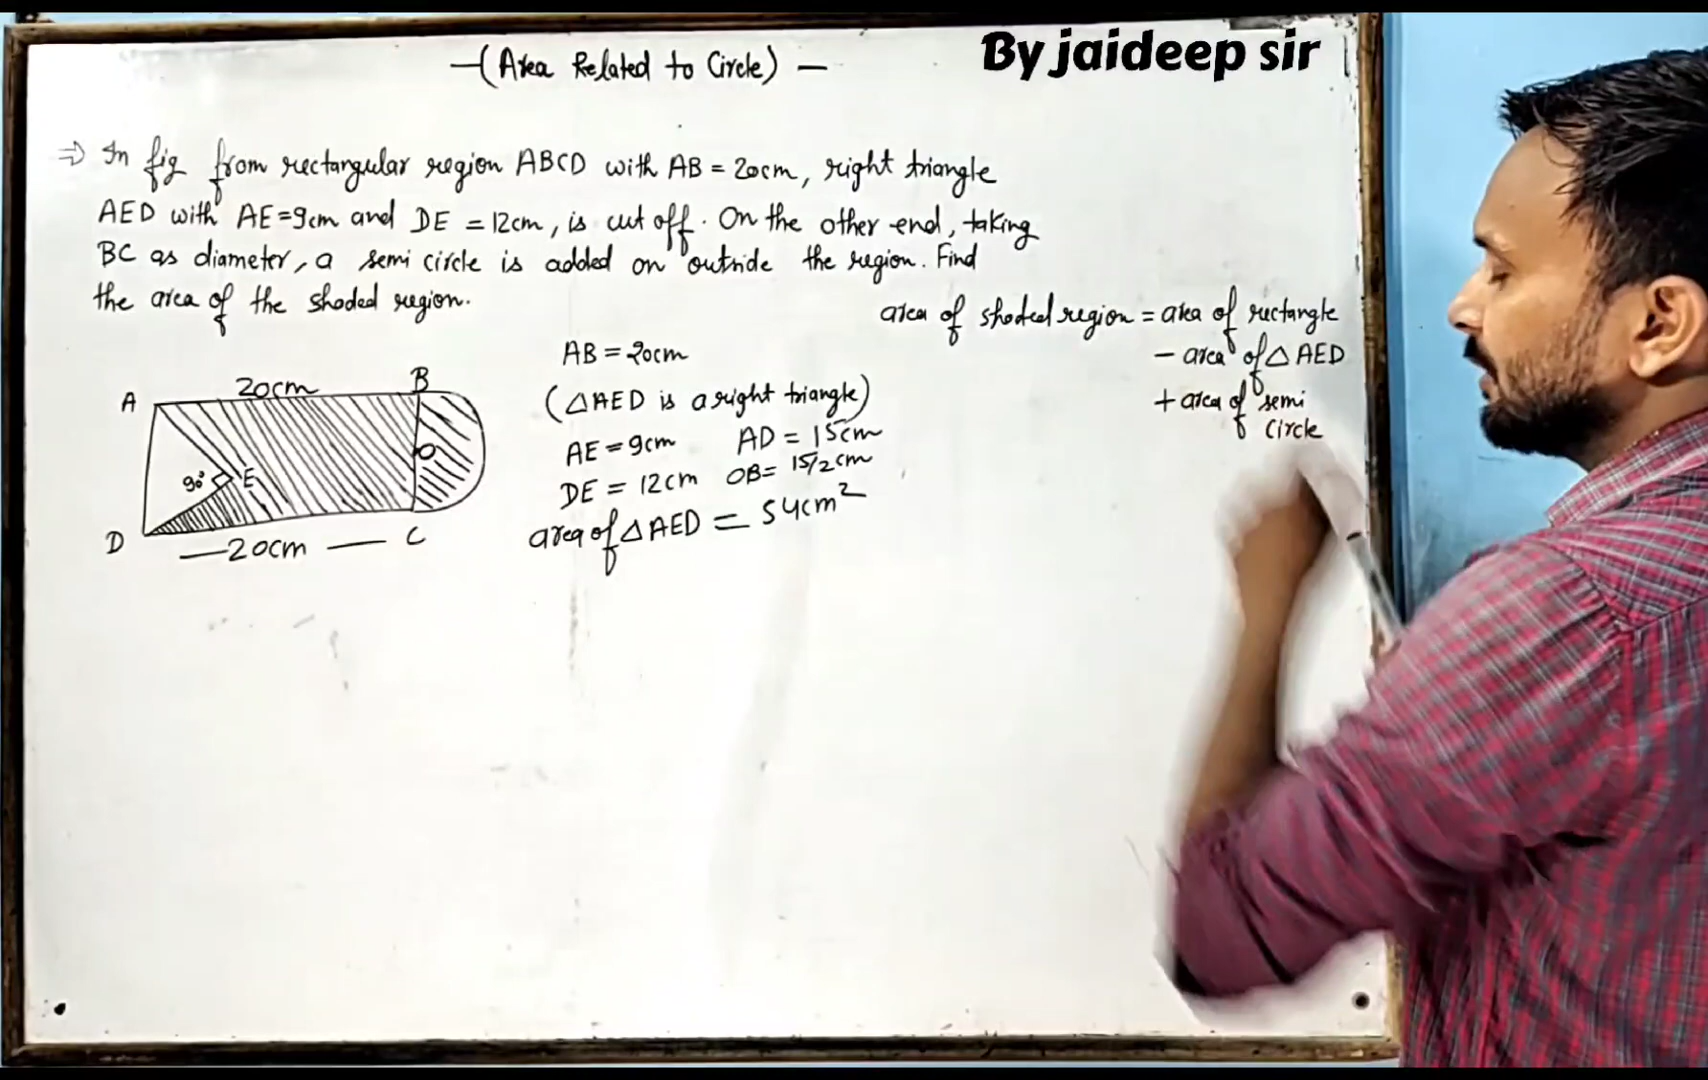 —(Area Related to Circle)—
By jaideep sir
⇒ In fig from rectangular region ABCD with AB = 20cm, right triangle
AED with AE=9cm and DE = 12cm, is cut off. On the other end, taking
BC as diameter, a semi circle is added on outside the region. Find
the area of the shaded region.
area of shaded region = area of rectangle
— area of △ AED
+ area of semi
circle
AB = 20cm
(△AED is a right triangle)
AE = 9cm AD = 15cm
DE = 12cm OB = 15/2 cm
area of △ AED = 54cm²
A 20cm B
O
90° E
D —20cm— C